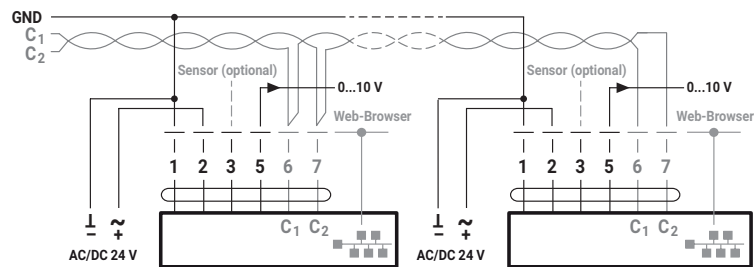 GND
C1
C2
Sensor (optional)
0...10 V
Web-Browser
1 2 3 5 6 7
C1 C2
⊥ ~
– +
AC/DC 24 V
Sensor (optional)
0...10 V
Web-Browser
1 2 3 5 6 7
C1 C2
⊥ ~
– +
AC/DC 24 V